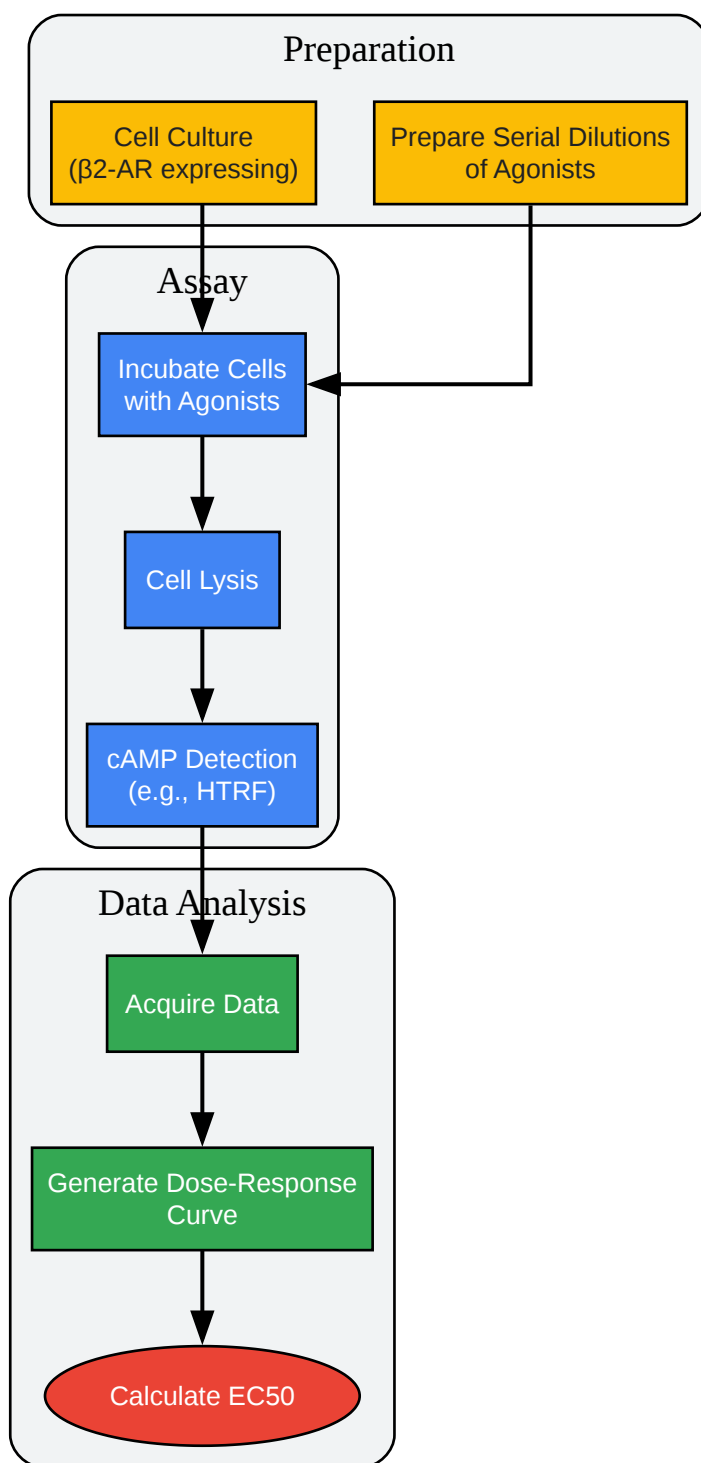 Preparation
Cell Culture
(β2-AR expressing)
Prepare Serial Dilutions
of Agonists
Assay
Incubate Cells
with Agonists
Cell Lysis
cAMP Detection
(e.g., HTRF)
Data Analysis
Acquire Data
Generate Dose-Response
Curve
Calculate EC50